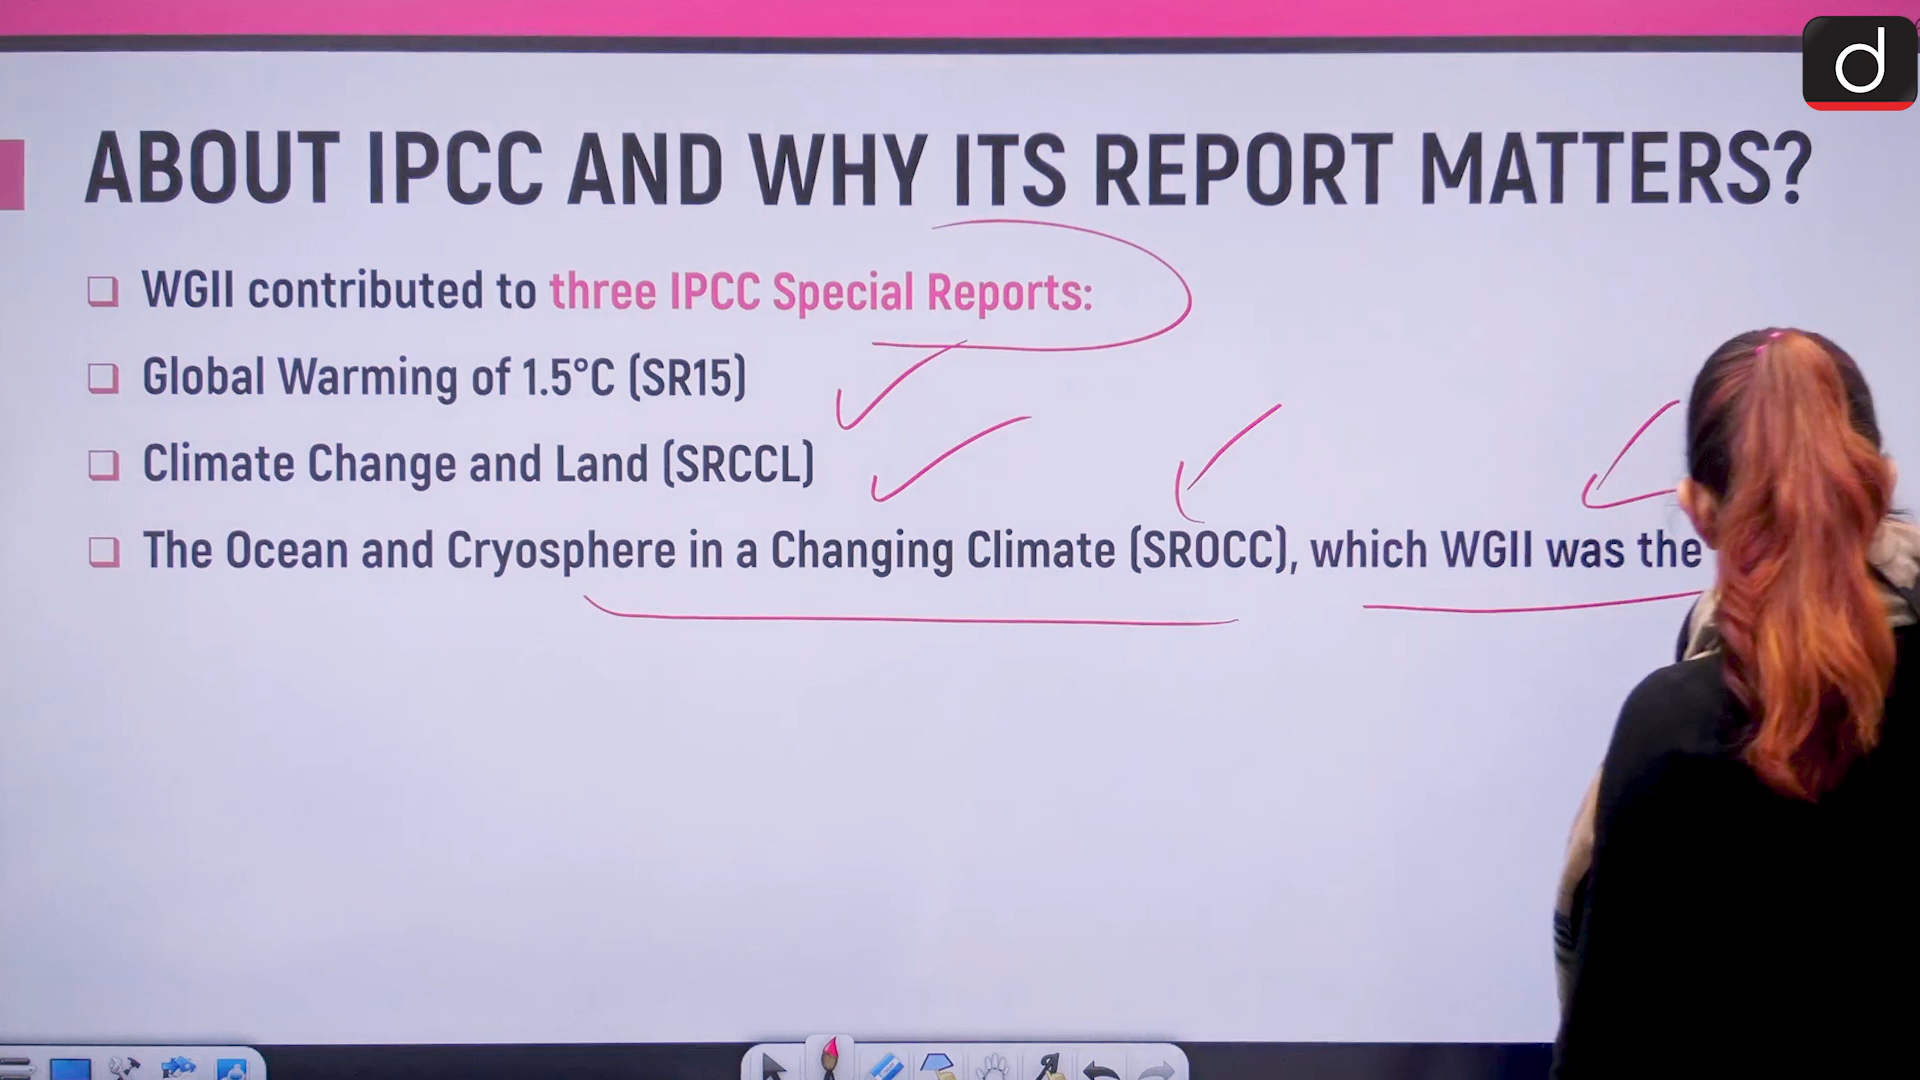 d
ABOUT IPCC AND WHY ITS REPORT MATTERS?
WGII contributed to three IPCC Special Reports:
Global Warming of 1.5°C (SR15)
Climate Change and Land (SRCCL)
The Ocean and Cryosphere in a Changing Climate (SROCC), which WGII was the